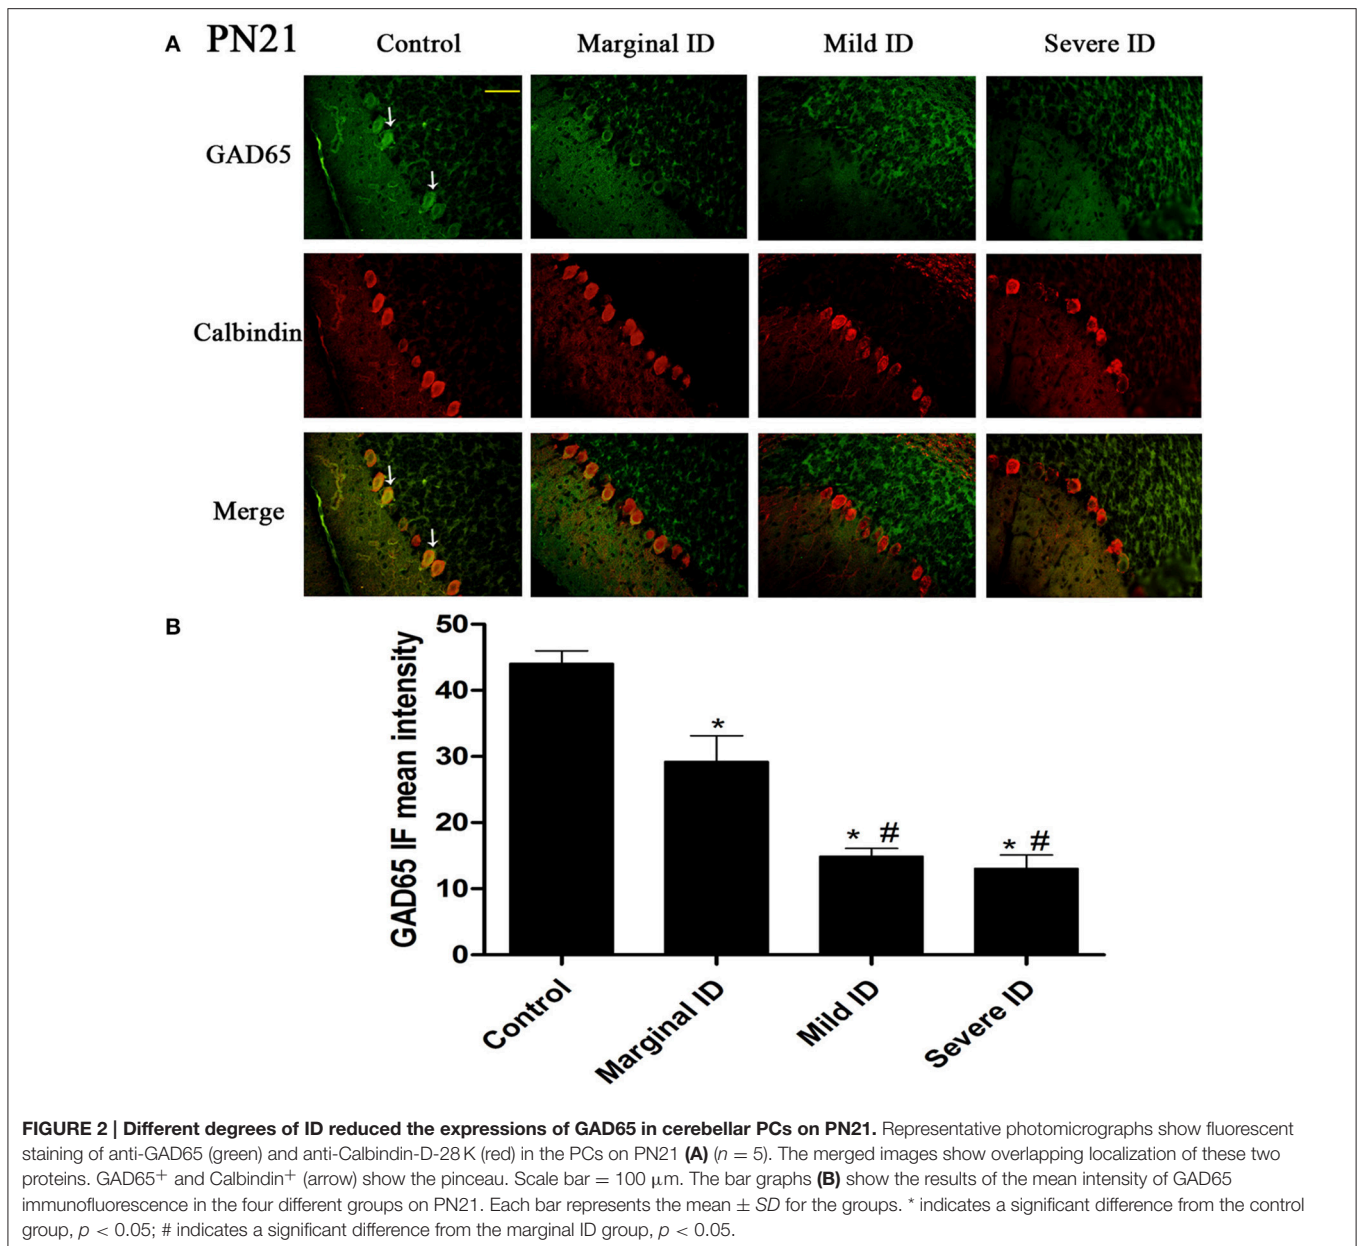 A PN21 Control Marginal ID Mild ID Severe ID
GAD65
Calbindin
Merge
B
GAD65 IF mean intensity
50
40
30
20
10
0
*
* #
* #
Control Marginal ID Mild ID Severe ID
FIGURE 2 | Different degrees of ID reduced the expressions of GAD65 in cerebellar PCs on PN21. Representative photomicrographs show fluorescent
staining of anti-GAD65 (green) and anti-Calbindin-D-28 K (red) in the PCs on PN21 (A) (n = 5). The merged images show overlapping localization of these two
proteins. GAD65+ and Calbindin+ (arrow) show the pinceau. Scale bar = 100 μm. The bar graphs (B) show the results of the mean intensity of GAD65
immunofluorescence in the four different groups on PN21. Each bar represents the mean ± SD for the groups. * indicates a significant difference from the control
group, p < 0.05; # indicates a significant difference from the marginal ID group, p < 0.05.